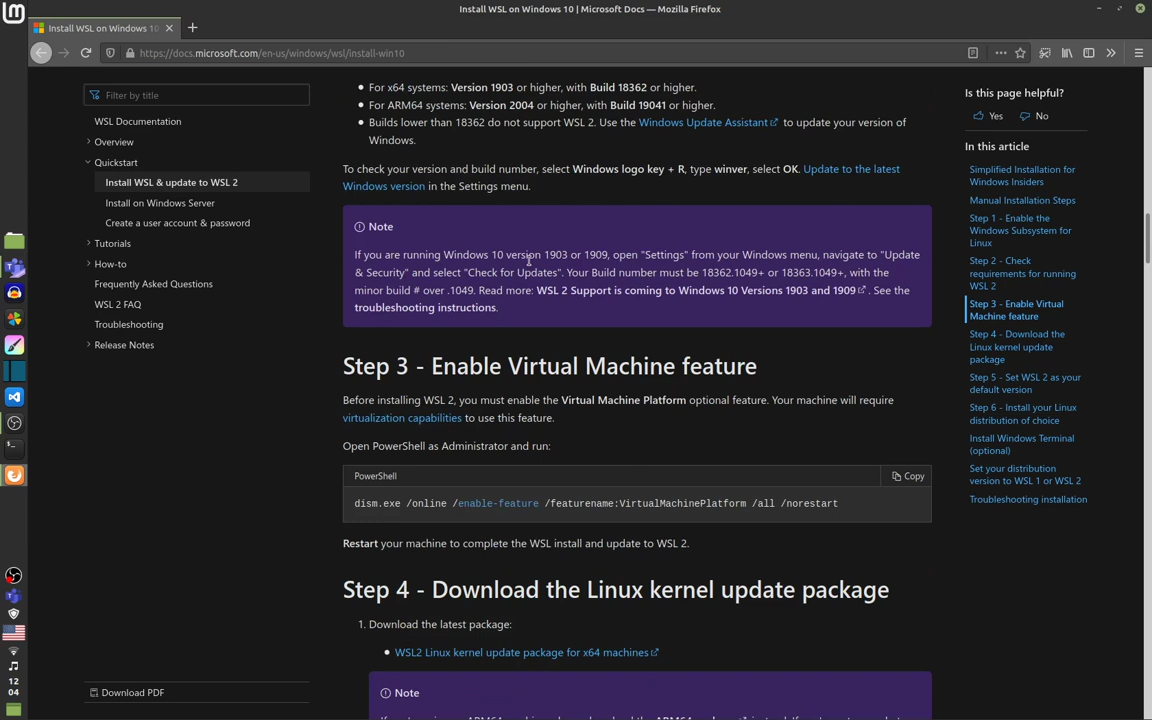 Install WSL on Windows 10 | Microsoft Docs — Mozilla Firefox
Install WSL on Windows 10
https://docs.microsoft.com/en-us/windows/wsl/install-win10
Filter by title
WSL Documentation
Overview
Quickstart
Install WSL & update to WSL 2
Install on Windows Server
Create a user account & password
Tutorials
How-to
Frequently Asked Questions
WSL 2 FAQ
Troubleshooting
Release Notes
Download PDF
For x64 systems: Version 1903 or higher, with Build 18362 or higher.
For ARM64 systems: Version 2004 or higher, with Build 19041 or higher.
Builds lower than 18362 do not support WSL 2. Use the Windows Update Assistant to update your version of
Windows.
To check your version and build number, select Windows logo key + R, type winver, select OK. Update to the latest
Windows version in the Settings menu.
Note
If you are running Windows 10 version 1903 or 1909, open "Settings" from your Windows menu, navigate to "Update
& Security" and select "Check for Updates". Your Build number must be 18362.1049+ or 18363.1049+, with the
minor build # over .1049. Read more: WSL 2 Support is coming to Windows 10 Versions 1903 and 1909. See the
troubleshooting instructions.
Step 3 - Enable Virtual Machine feature
Before installing WSL 2, you must enable the Virtual Machine Platform optional feature. Your machine will require
virtualization capabilities to use this feature.
Open PowerShell as Administrator and run:
PowerShell
Copy
dism.exe /online /enable-feature /featurename:VirtualMachinePlatform /all /norestart
Restart your machine to complete the WSL install and update to WSL 2.
Step 4 - Download the Linux kernel update package
1. Download the latest package:
WSL2 Linux kernel update package for x64 machines
Note
Is this page helpful?
Yes
No
In this article
Simplified Installation for
Windows Insiders
Manual Installation Steps
Step 1 - Enable the
Windows Subsystem for
Linux
Step 2 - Check
requirements for running
WSL 2
Step 3 - Enable Virtual
Machine feature
Step 4 - Download the
Linux kernel update
package
Step 5 - Set WSL 2 as your
default version
Step 6 - Install your Linux
distribution of choice
Install Windows Terminal
(optional)
Set your distribution
version to WSL 1 or WSL 2
Troubleshooting installation
12
04